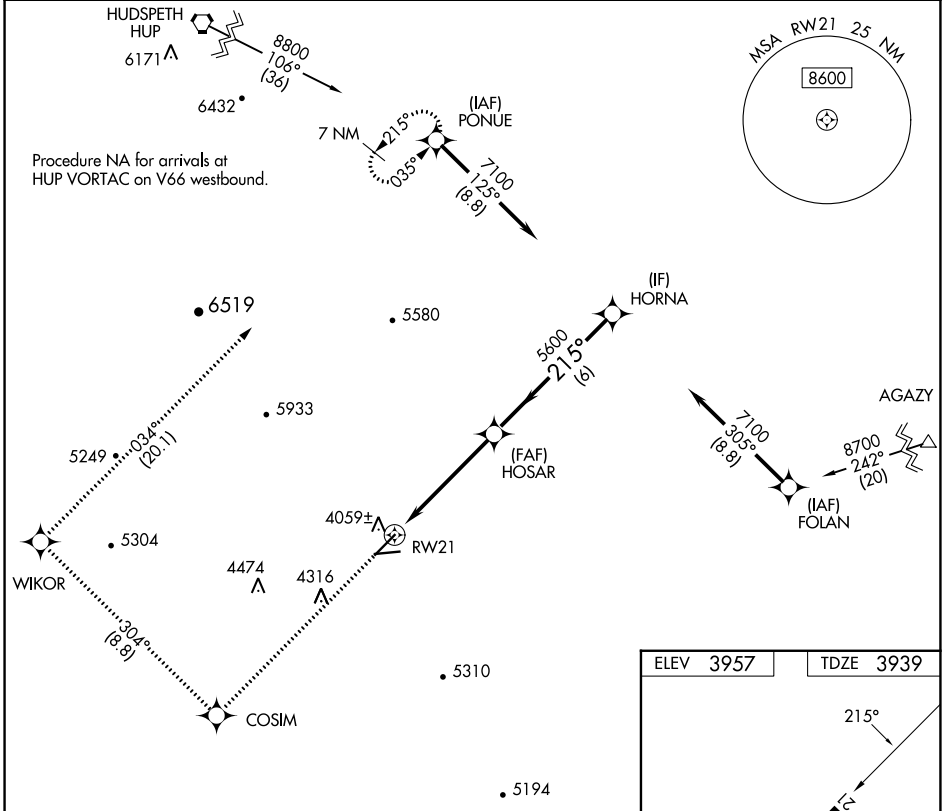 HUDSPETH
HUP
6171
8800
106°
(36)
6432
MSA RW21 25 NM
8600
(IAF)
PONUE
7 NM
215°
035°
7100
125°
(8.8)
Procedure NA for arrivals at
HUP VORTAC on V66 westbound.
(IF)
HORNA
6519
5580
5600
215°
(6)
5933
AGAZY
7100
305°
(8.8)
8700
242°
(20)
5249
034°
(20.1)
(FAF)
HOSAR
(IAF)
FOLAN
4059±
RW21
5304
WIKOR
4474
4316
304°
(8.8)
5310
COSIM
ELEV 3957
TDZE 3939
215°
5194
21